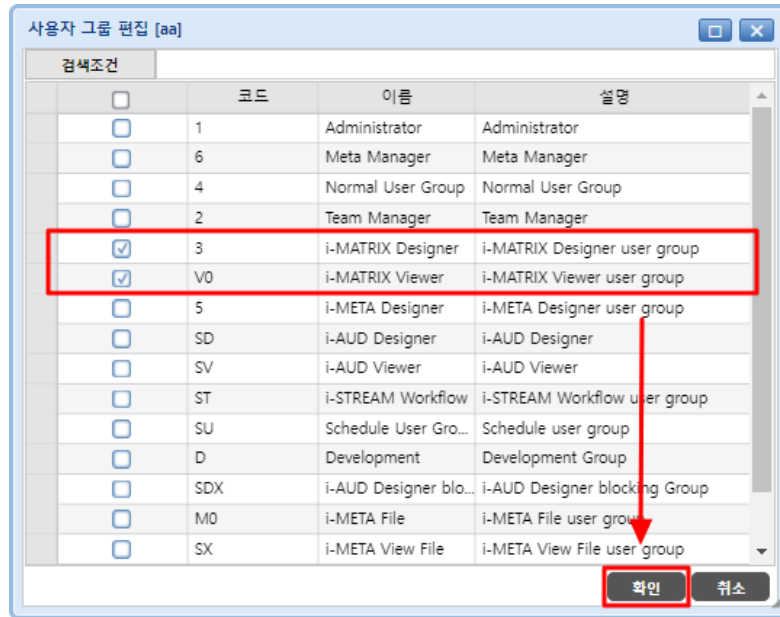 사용자 그룹 편집 [aa]
검색조건
코드 이름 설명
1 Administrator Administrator
6 Meta Manager Meta Manager
4 Normal User Group Normal User Group
2 Team Manager Team Manager
3 i-MATRIX Designer i-MATRIX Designer user group
V0 i-MATRIX Viewer i-MATRIX Viewer user group
5 i-META Designer i-META Designer user group
SD i-AUD Designer i-AUD Designer
SV i-AUD Viewer i-AUD Viewer
ST i-STREAM Workflow i-STREAM Workflow user group
SU Schedule User Gro... Schedule user group
D Development Development Group
SDX i-AUD Designer blo... i-AUD Designer blocking Group
M0 i-META File i-META File user group
SX i-META View File i-META View File user group
확인 취소